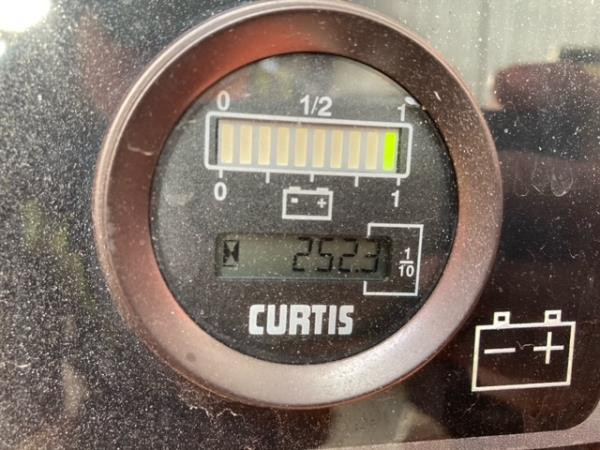 0 1/2 1
0 1
- +
252.3 1/10
CURTIS
- +